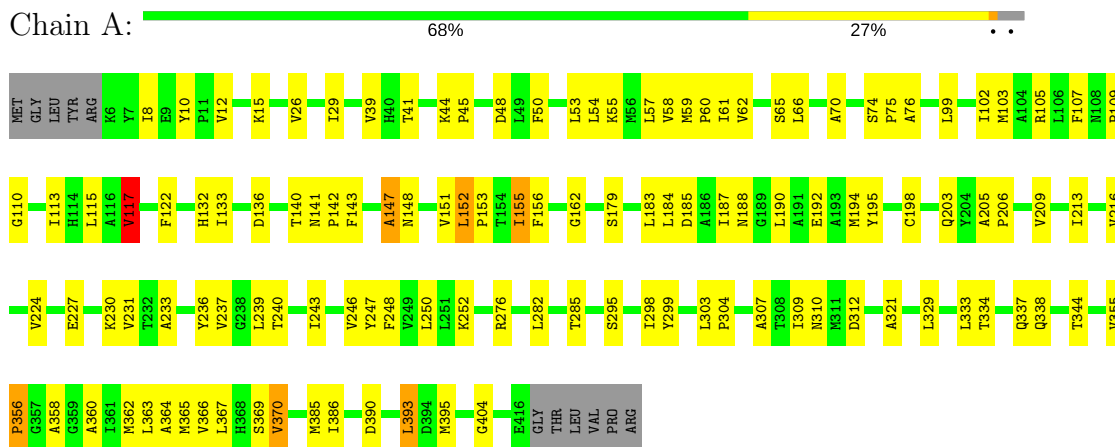 Chain A:
68% 27% • •
MET GLY LEU TYR ARG K6 Y7 I8 E9 Y10 P11 V12 K15 V26 I29 V39 H40 T41 K44 P45 D48 L49 F50 L53 L54 K55 M56 L57 V58 M59 P60 I61 V62 S65 L66 A70 S74 P75 A76 L99 I102 M103 A104 R105 L106 F107 N108
G110 I113 H114 L115 A116 V117 F122 H132 I133 D136 T140 N141 P142 F143 A147 N148 V151 L152 P153 T154 I155 F156 G162 S179 L183 L184 D185 A186 I187 N188 G189 L190 A191 E192 A193 M194 Y195 C198 Q203 Y204 A205 P206 V209 I213
V224 E227 K230 V231 T232 A233 Y236 V237 G238 L239 T240 I243 V246 Y247 F248 V249 L250 L251 K252 R276 L282 T285 S295 I298 Y299 L303 P304 A307 T308 I309 N310 M311 D312 A321 L329 L333 T334 Q337 Q338 T344
P356 G357 A358 G359 A360 I361 M362 L363 A364 M365 V366 L367 H368 S369 V370 M385 I386 D390 L393 D394 M395 G404 E416 GLY THR LEU VAL PRO ARG